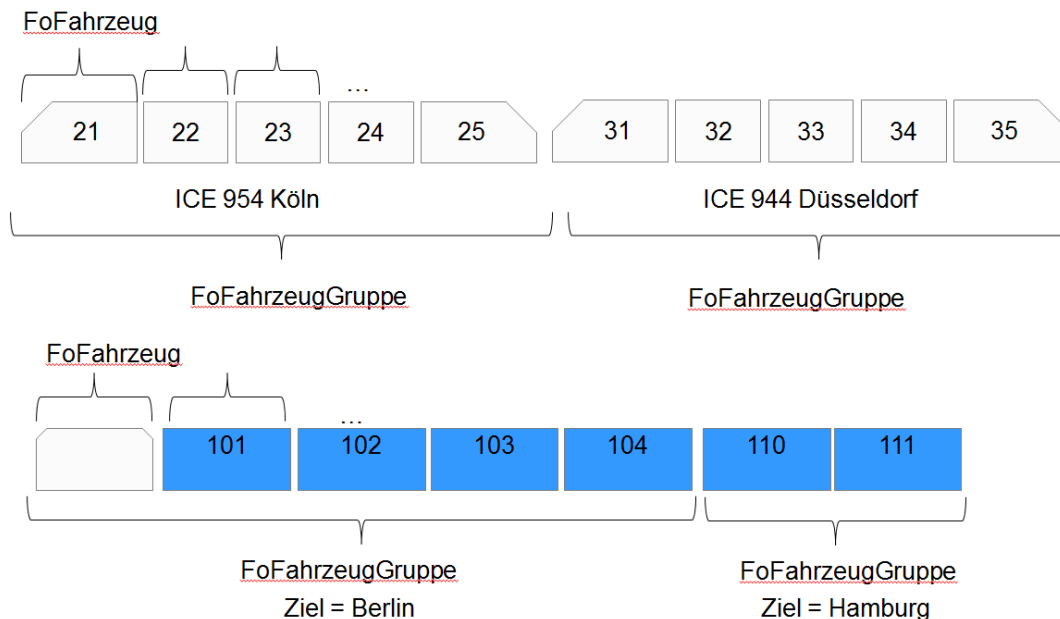 FoFahrzeug
...
21 22 23 24 25 31 32 33 34 35
ICE 954 Köln ICE 944 Düsseldorf
FoFahrzeugGruppe FoFahrzeugGruppe
FoFahrzeug
...
101 102 103 104 110 111
FoFahrzeugGruppe FoFahrzeugGruppe
Ziel = Berlin Ziel = Hamburg